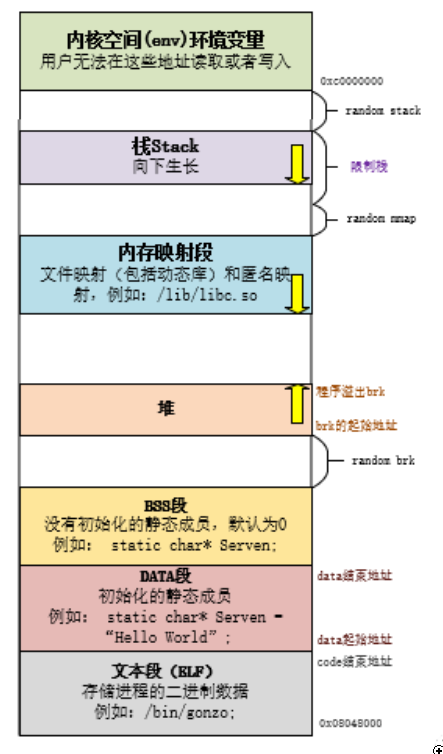 内核空间(env)环境变量
用户无法在这些地址读取或者写入
0xc0000000
random stack
栈Stack
向下生长
限制栈
random mmap
内存映射段
文件映射（包括动态库）和匿名映
射，例如：/lib/libc.so
程序溢出brk
堆
brk的起始地址
random brk
BSS段
没有初始化的静态成员，默认为0
例如： static char* Serven;
DATA段
data结束地址
初始化的静态成员
例如： static char* Serven =
“Hello World”;
data起始地址
code结束地址
文本段（ELF）
存储进程的二进制数据
例如：/bin/gonzo;
0x08048000